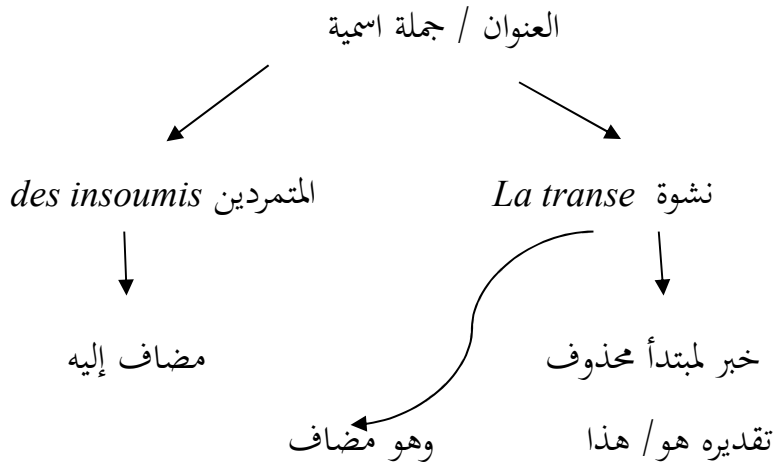 العنوان / جملة اسمية
نشوة La transe المتمردين des insoumis
خبر لمبتدأ محذوف مضاف إليه
تقديره هو/ هذا وهو مضاف